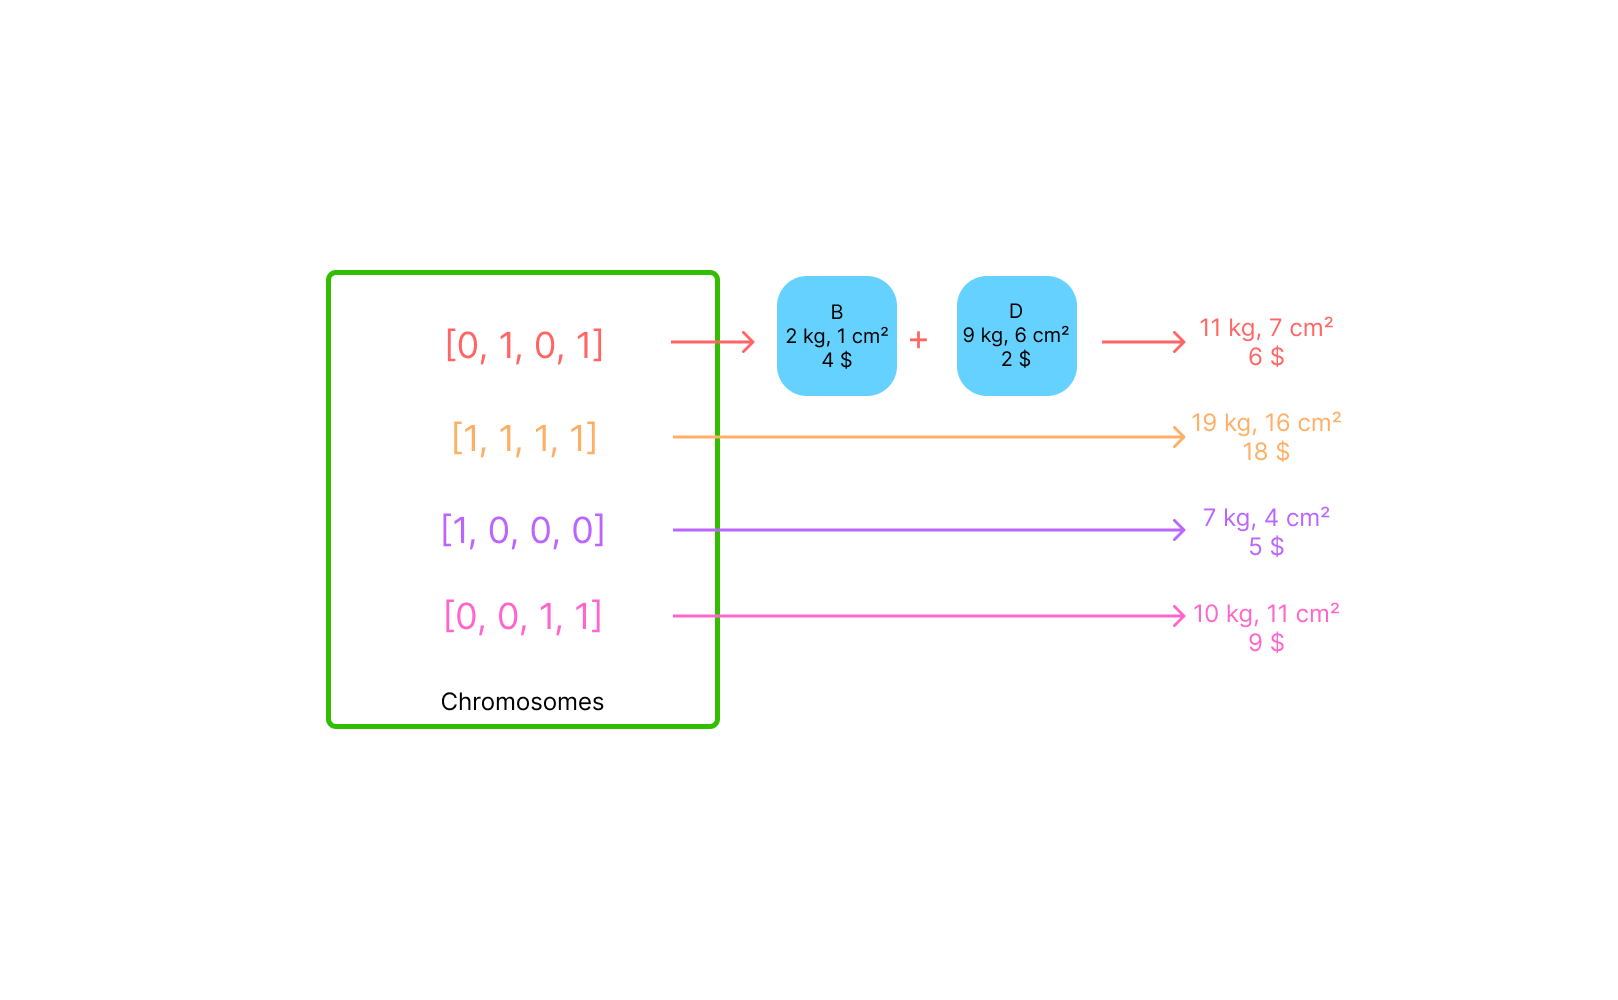 [0, 1, 0, 1]
B
2 kg, 1 cm²
4 $
+
D
9 kg, 6 cm²
2 $
11 kg, 7 cm²
6 $
[1, 1, 1, 1]
19 kg, 16 cm²
18 $
[1, 0, 0, 0]
7 kg, 4 cm²
5 $
[0, 0, 1, 1]
10 kg, 11 cm²
9 $
Chromosomes